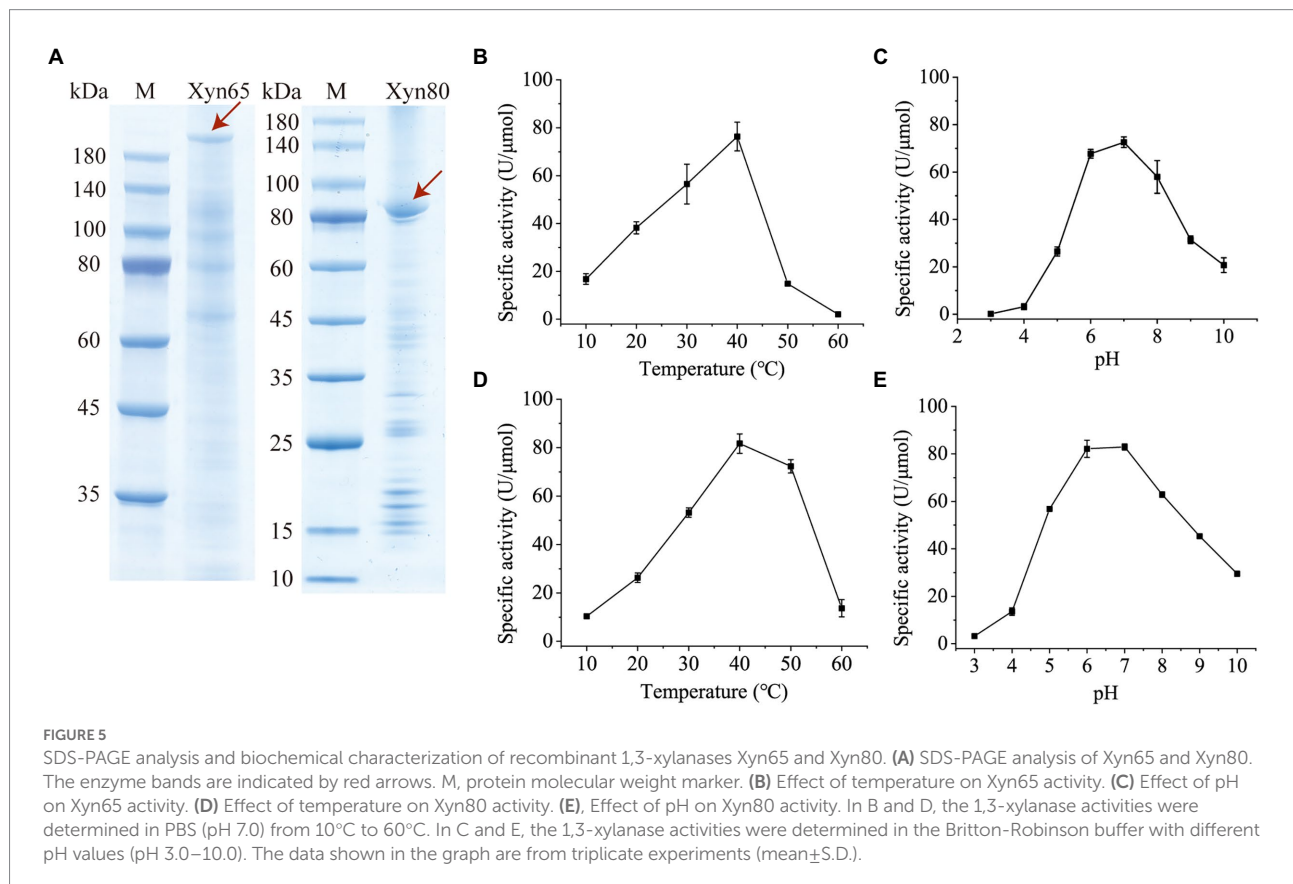 A
kDa M Xyn65
180
140
100
80
60
45
35
kDa M Xyn80
180
140
100
80
60
45
35
25
15
10
B
Specific activity (U/μmol)
100
80
60
40
20
0
10 20 30 40 50 60
Temperature (℃)
C
Specific activity (U/μmol)
100
80
60
40
20
0
2 4 6 8 10
pH
D
Specific activity (U/μmol)
100
80
60
40
20
0
10 20 30 40 50 60
Temperature (℃)
E
Specific activity (U/μmol)
100
80
60
40
20
0
3 4 5 6 7 8 9 10
pH
FIGURE 5
SDS-PAGE analysis and biochemical characterization of recombinant 1,3-xylanases Xyn65 and Xyn80. (A) SDS-PAGE analysis of Xyn65 and Xyn80.
The enzyme bands are indicated by red arrows. M, protein molecular weight marker. (B) Effect of temperature on Xyn65 activity. (C) Effect of pH
on Xyn65 activity. (D) Effect of temperature on Xyn80 activity. (E), Effect of pH on Xyn80 activity. In B and D, the 1,3-xylanase activities were
determined in PBS (pH 7.0) from 10°C to 60°C. In C and E, the 1,3-xylanase activities were determined in the Britton-Robinson buffer with different
pH values (pH 3.0–10.0). The data shown in the graph are from triplicate experiments (mean±S.D.).